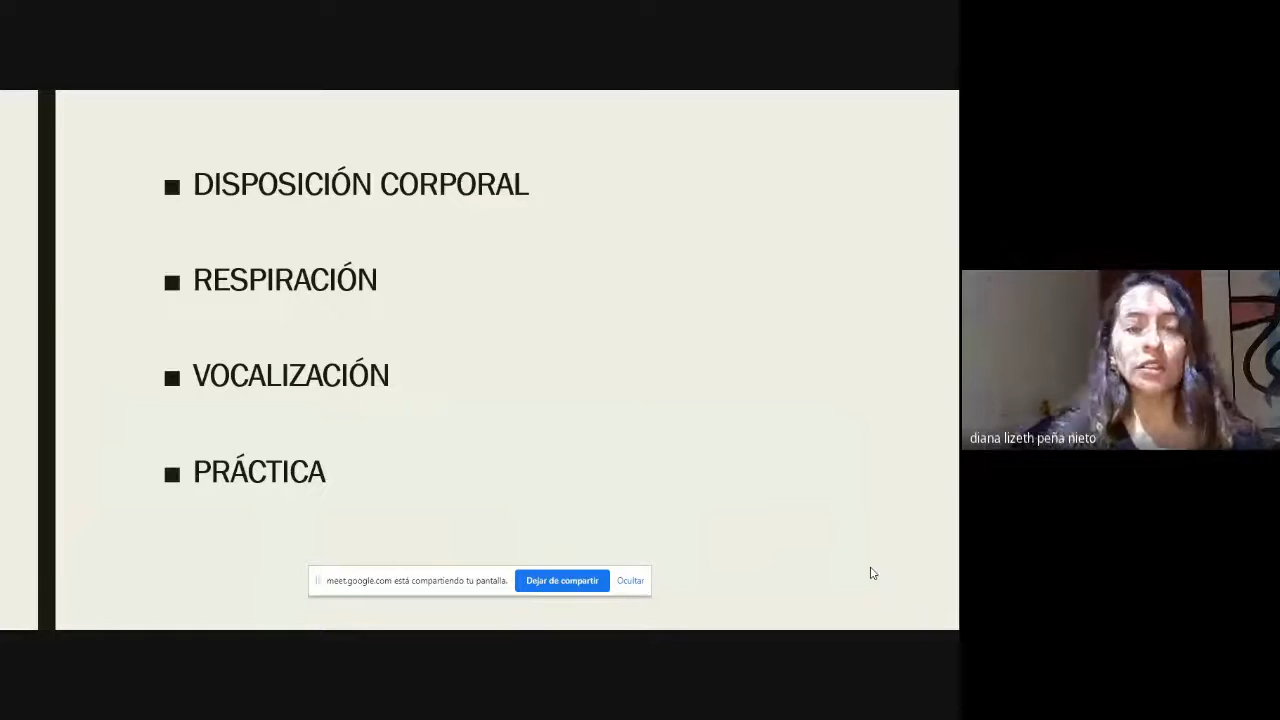 DISPOSICIÓN CORPORAL
RESPIRACIÓN
VOCALIZACIÓN
PRÁCTICA
meet.google.com está compartiendo tu pantalla. Dejar de compartir Ocultar
diana lizeth peña nieto